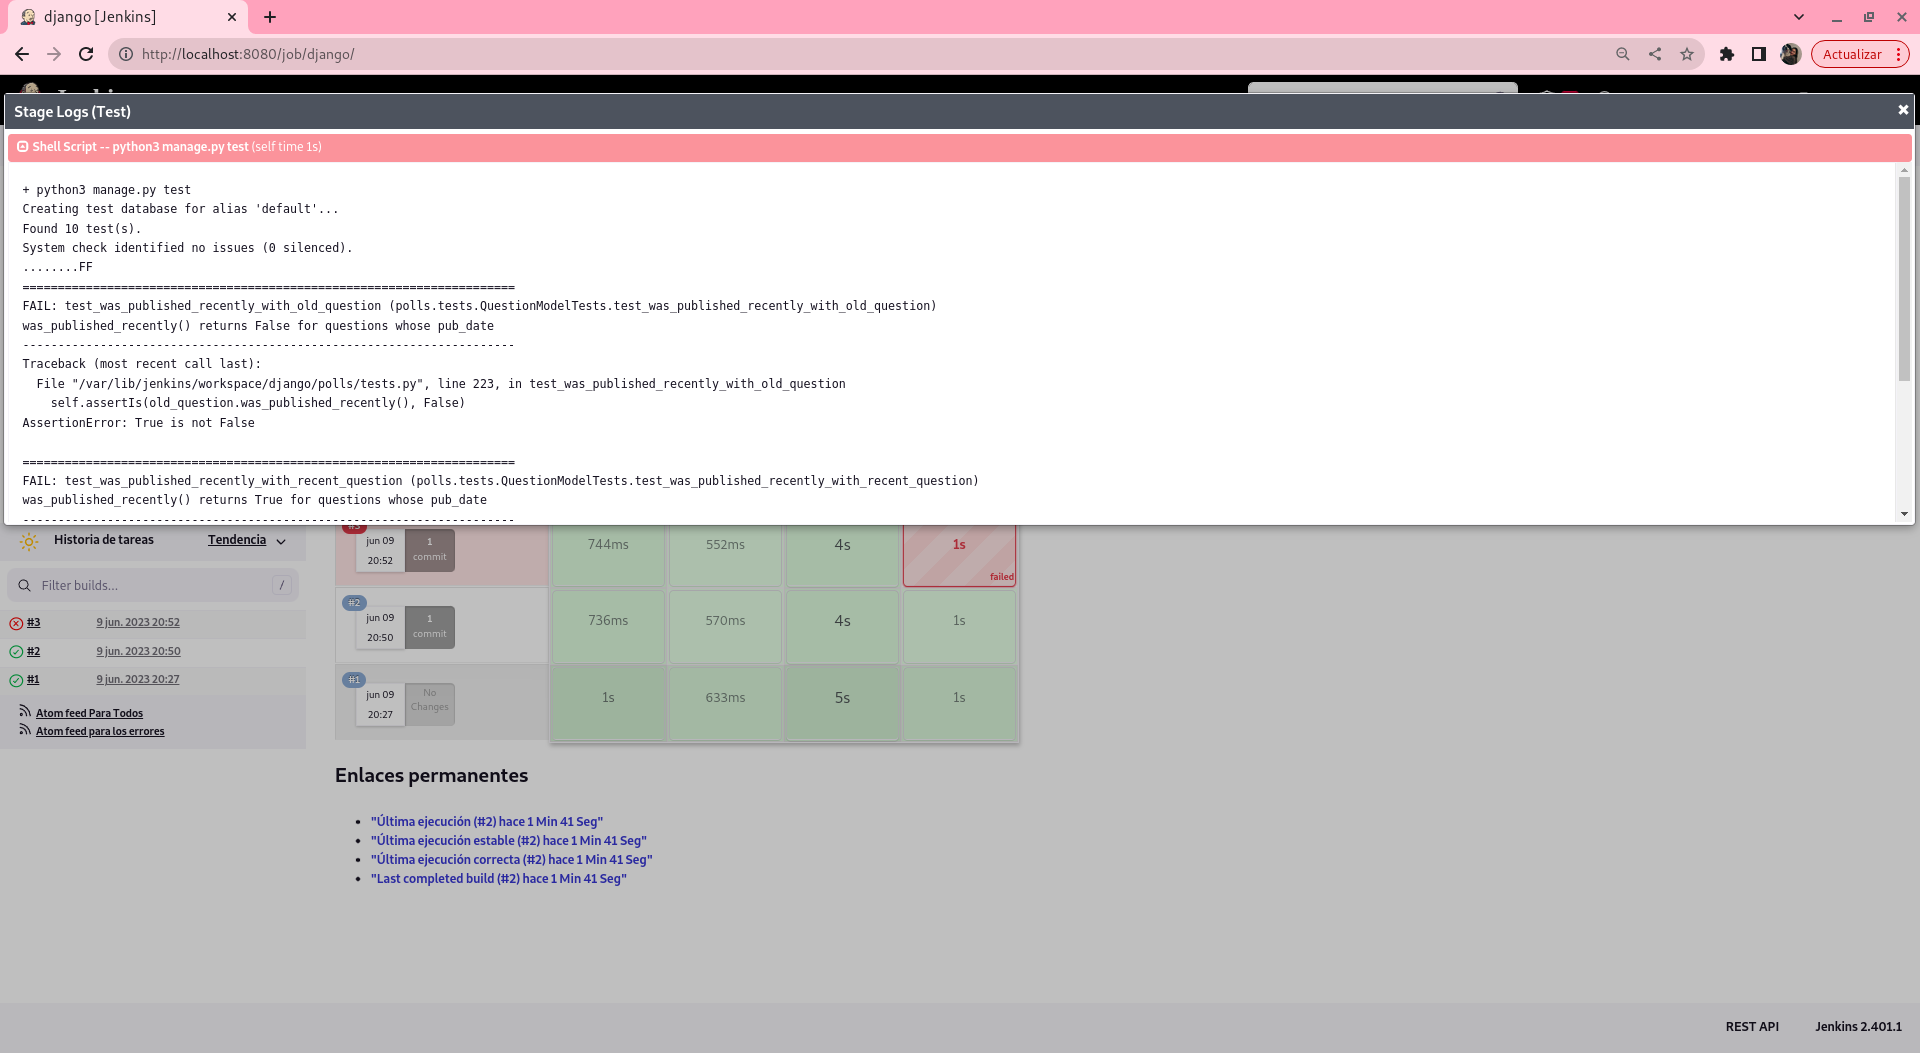 django [Jenkins]
http://localhost:8080/job/django/
Actualizar
Stage Logs (Test)
Shell Script -- python3 manage.py test (self time 1s)
+ python3 manage.py test
Creating test database for alias 'default'...
Found 10 test(s).
System check identified no issues (0 silenced).
........FF
======================================================================
FAIL: test_was_published_recently_with_old_question (polls.tests.QuestionModelTests.test_was_published_recently_with_old_question)
was_published_recently() returns False for questions whose pub_date
----------------------------------------------------------------------
Traceback (most recent call last):
  File "/var/lib/jenkins/workspace/django/polls/tests.py", line 223, in test_was_published_recently_with_old_question
    self.assertIs(old_question.was_published_recently(), False)
AssertionError: True is not False
======================================================================
FAIL: test_was_published_recently_with_recent_question (polls.tests.QuestionModelTests.test_was_published_recently_with_recent_question)
was_published_recently() returns True for questions whose pub_date
----------------------------------------------------------------------
Historia de tareas
Tendencia
Filter builds...
/
#3 9 jun. 2023 20:52
#2 9 jun. 2023 20:50
#1 9 jun. 2023 20:27
Atom feed Para Todos
Atom feed para los errores
#3
jun 09
20:52
1
commit
744ms
552ms
4s
1s
failed
#2
jun 09
20:50
1
commit
736ms
570ms
4s
1s
#1
jun 09
20:27
No
Changes
1s
633ms
5s
1s
Enlaces permanentes
"Última ejecución (#2) hace 1 Min 41 Seg"
"Última ejecución estable (#2) hace 1 Min 41 Seg"
"Última ejecución correcta (#2) hace 1 Min 41 Seg"
"Last completed build (#2) hace 1 Min 41 Seg"
REST API
Jenkins 2.401.1